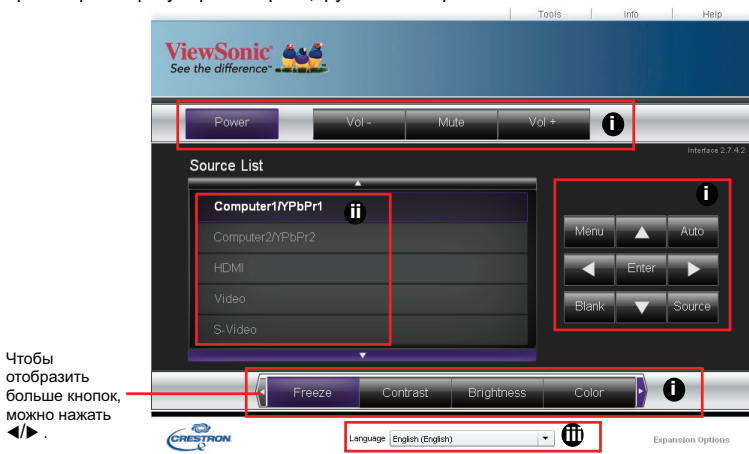 Tools Info Help
ViewSonic®
See the difference™
Power Vol - Mute Vol + i
Interface 2.7.4.2
Source List
i
Computer1/YPbPr1
ii
Computer2/YPbPr2
HDMI
Video
S-Video
Menu Auto
Enter
Blank Source
Чтобы
отобразить
больше кнопок,
можно нажать
◀/▶ .
Freeze Contrast Brightness Color i
CRESTRON
Language English (English) iii
Expansion Options